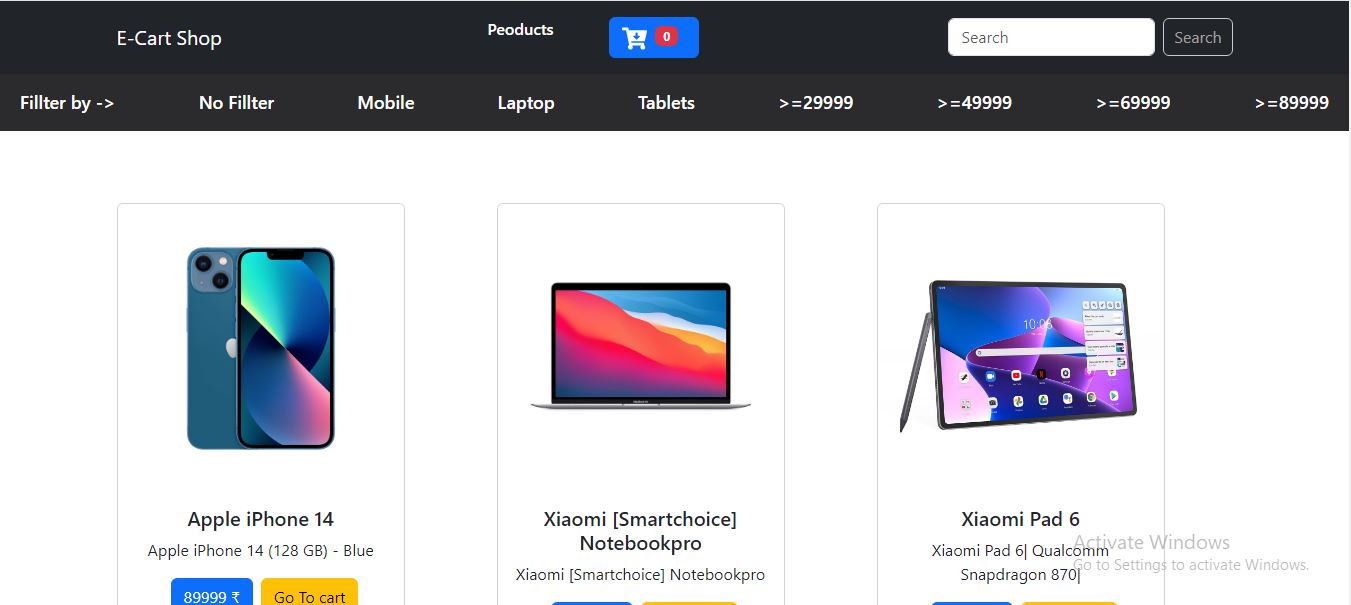 E-Cart Shop
Peoducts
0
Search
Search
Fillter by ->
No Fillter
Mobile
Laptop
Tablets
>=29999
>=49999
>=69999
>=89999
10:06
Apple iPhone 14
Apple iPhone 14 (128 GB) - Blue
89999 ₹
Go To cart
Xiaomi [Smartchoice]
Notebookpro
Xiaomi [Smartchoice] Notebookpro
Xiaomi Pad 6
Xiaomi Pad 6| Qualcomm
Snapdragon 870|
Activate Windows
Go to Settings to activate Windows.